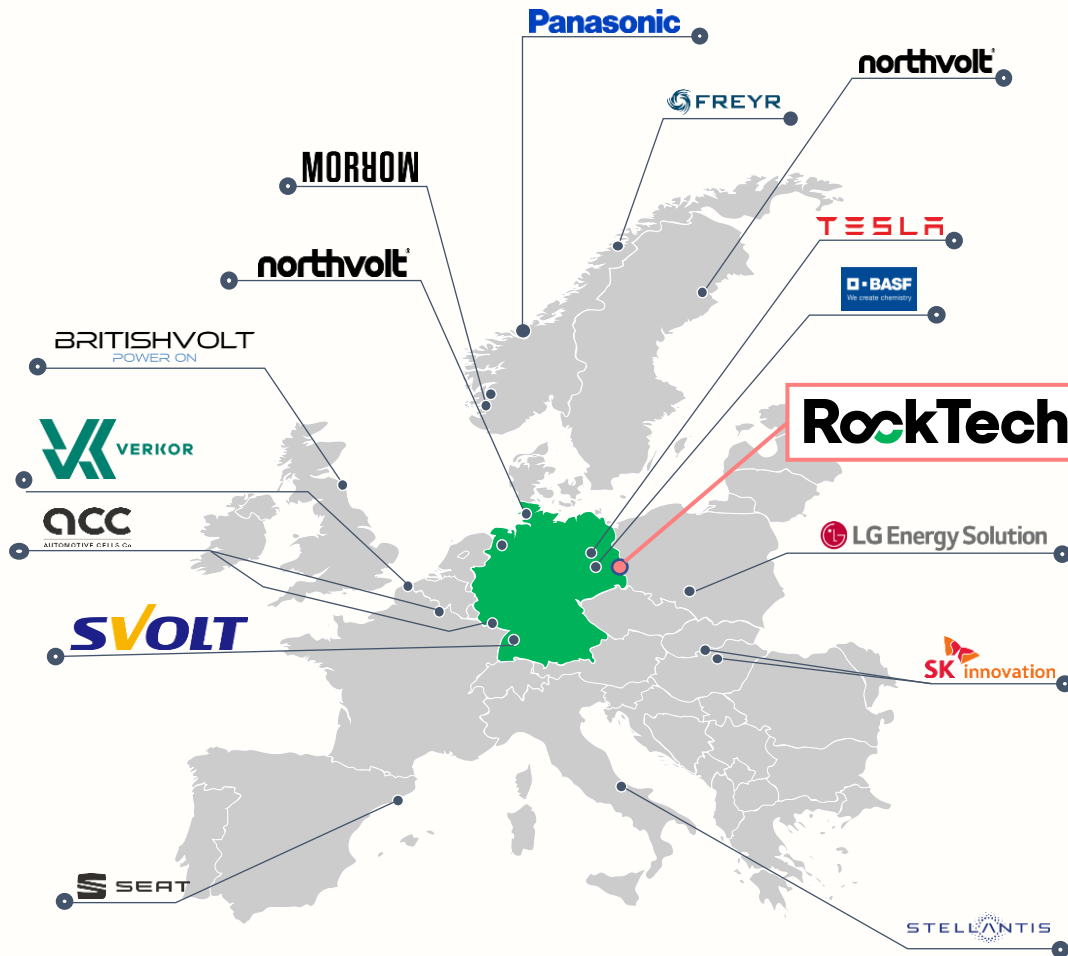 Panasonic
northvolt
FREYR
MORROW
TESLA
northvolt
BASF
We create chemistry
BRITISHVOLT
POWER ON
RockTech
VERKOR
acc
AUTOMOTIVE CELLS Co
LG Energy Solution
SVOLT
SK innovation
SEAT
STELLANTIS